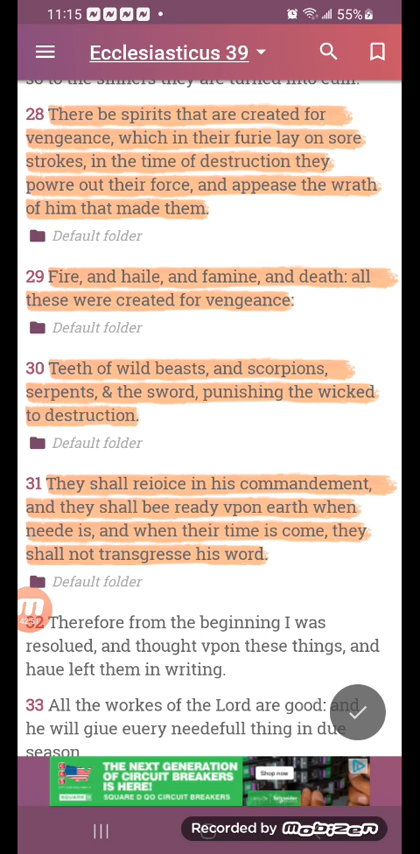 11:15
55%
Ecclesiasticus 39
28 There be spirits that are created for
vengeance, which in their furie lay on sore
strokes, in the time of destruction they
powre out their force, and appease the wrath
of him that made them.
Default folder
29 Fire, and haile, and famine, and death: all
these were created for vengeance:
Default folder
30 Teeth of wild beasts, and scorpions,
serpents, & the sword, punishing the wicked
to destruction.
Default folder
31 They shall reioice in his commandement,
and they shall bee ready vpon earth when
neede is, and when their time is come, they
shall not transgresse his word.
Default folder
32 Therefore from the beginning I was
resolued, and thought vpon these things, and
haue left them in writing.
33 All the workes of the Lord are good: and
he will giue euery needefull thing in due
season
THE NEXT GENERATION
OF CIRCUIT BREAKERS
IS HERE!
SQUARE D QO CIRCUIT BREAKERS
Shop now
Recorded by mobizen